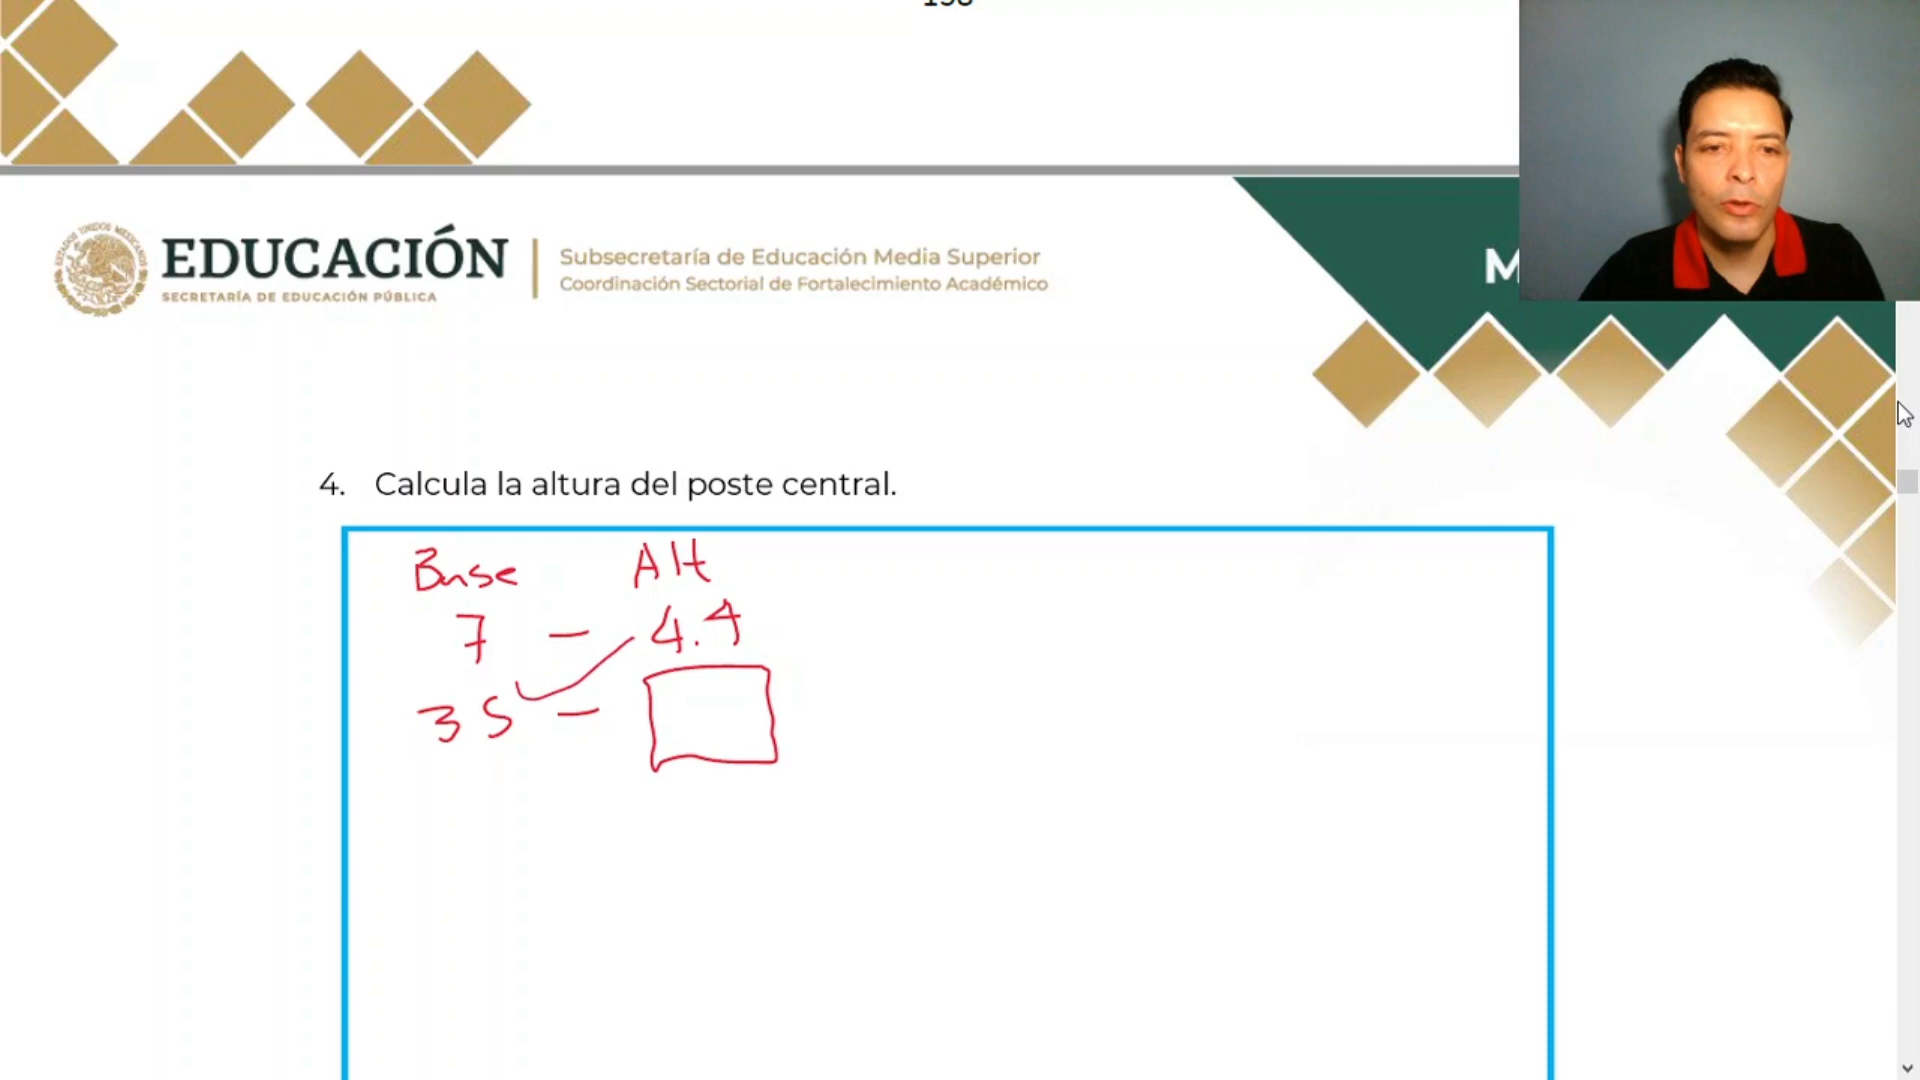 EDUCACIÓN
SECRETARÍA DE EDUCACIÓN PÚBLICA
Subsecretaría de Educación Media Superior
Coordinación Sectorial de Fortalecimiento Académico
M
4. Calcula la altura del poste central.
Base Alt
7 - 4.4
35 -